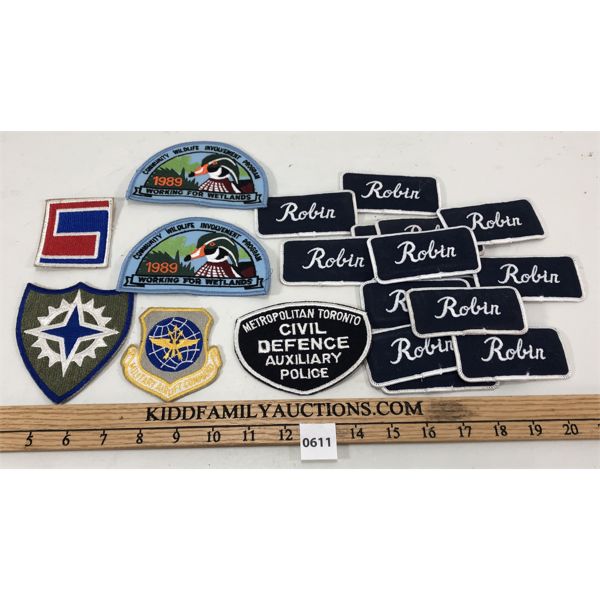 COMMUNITY WILDLIFE INVOLVEMENT PROGRAM
1989
WORKING FOR WETLANDS
COMMUNITY WILDLIFE INVOLVEMENT PROGRAM
1989
WORKING FOR WETLANDS
Robin
Robin
Robin
Robin
Robin
Robin
Robin
Robin
Robin
METROPOLITAN TORONTO
CIVIL
DEFENCE
AUXILIARY
POLICE
MILITARY AIRLIFT COMMAND
KIDDFAMILYAUCTIONS.COM
5 6 7 8 9 10 11 12 14 15 16 17 18 19 20
0611